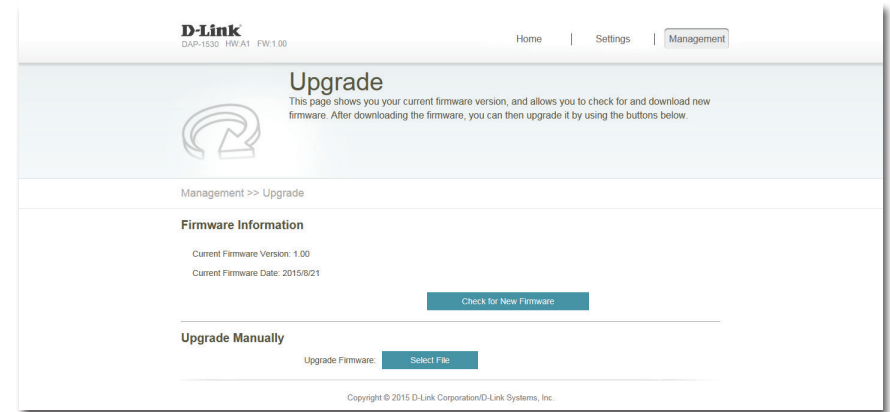 D-Link
DAP-1530 HW:A1 FW:1.00
Home | Settings | Management
Upgrade
This page shows you your current firmware version, and allows you to check for and download new
firmware. After downloading the firmware, you can then upgrade it by using the buttons below.
Management >> Upgrade
Firmware Information
Current Firmware Version: 1.00
Current Firmware Date: 2015/8/21
Check for New Firmware
Upgrade Manually
Upgrade Firmware: Select File
Copyright © 2015 D-Link Corporation/D-Link Systems, Inc.